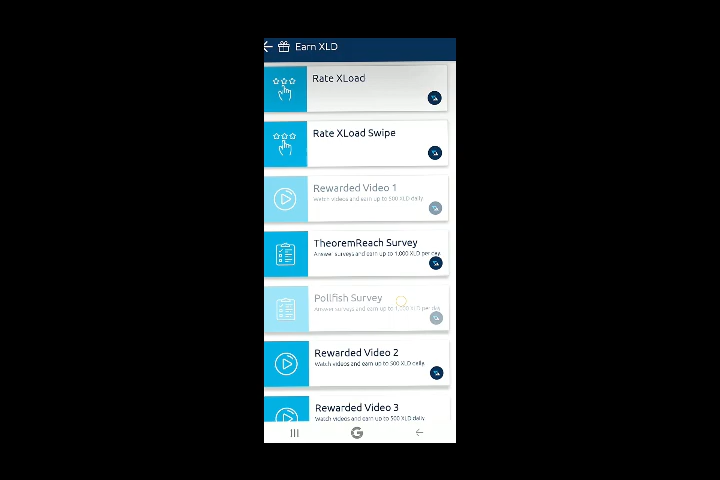 Earn XLD
Rate XLoad
Rate XLoad Swipe
Rewarded Video 1
Watch videos and earn up to 500 XLD daily
TheoremReach Survey
Answer surveys and earn up to 1,000 XLD per day
Pollfish Survey
Answer surveys and earn up to 1,000 XLD per day
Rewarded Video 2
Watch videos and earn up to 500 XLD daily
Rewarded Video 3
Watch videos and earn up to 500 XLD daily